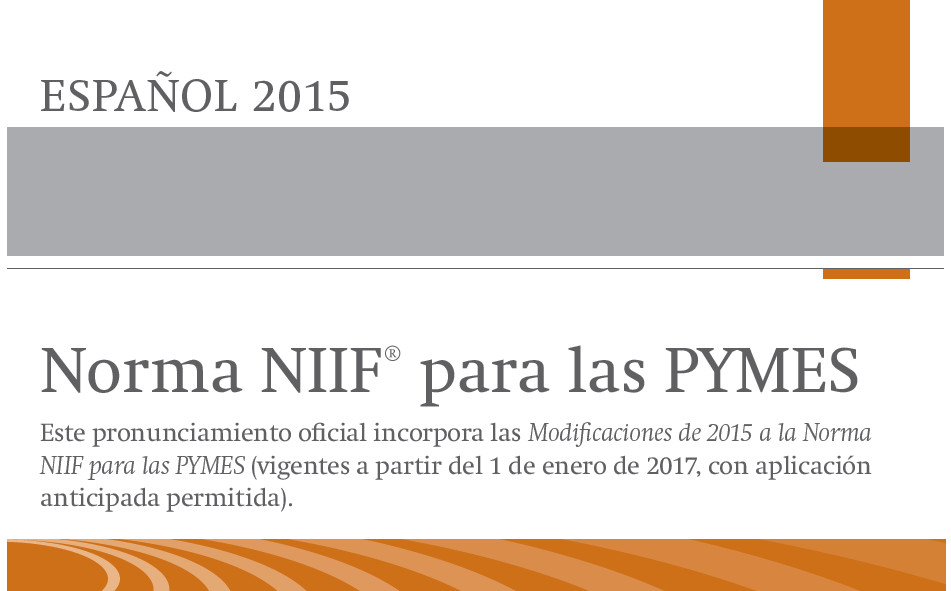 ESPAÑOL 2015
Norma NIIF® para las PYMES
Este pronunciamiento oficial incorpora las Modificaciones de 2015 a la Norma
NIIF para las PYMES (vigentes a partir del 1 de enero de 2017, con aplicación
anticipada permitida).